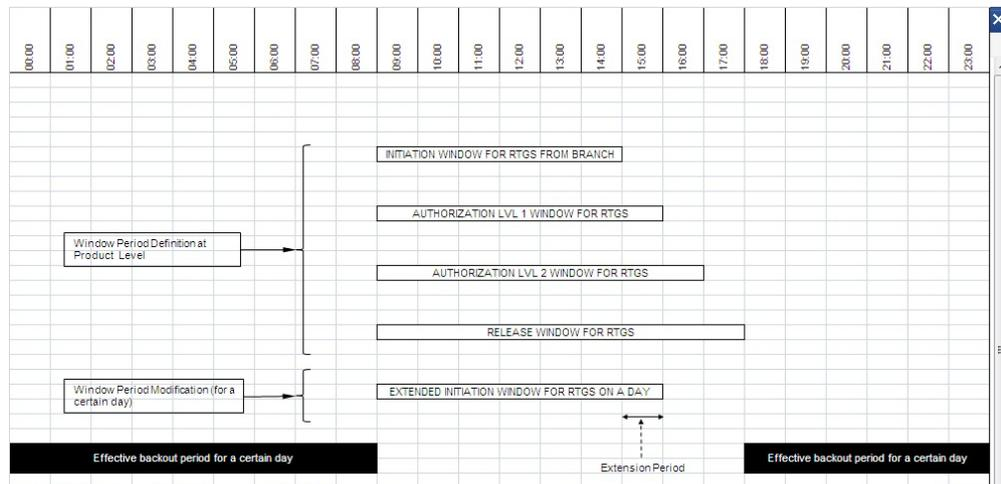 00:00 01:00 02:00 03:00 04:00 05:00 06:00 07:00 08:00 09:00 10:00 11:00 12:00 13:00 14:00 15:00 16:00 17:00 18:00 19:00 20:00 21:00 22:00 23:00
INITIATION WINDOW FOR RTGS FROM BRANCH
AUTHORIZATION LVL 1 WINDOW FOR RTGS
Window Period Definition at
Product Level
AUTHORIZATION LVL 2 WINDOW FOR RTGS
RELEASE WINDOW FOR RTGS
Window Period Modification (for a
certain day)
EXTENDED INITIATION WINDOW FOR RTGS ON A DAY
Effective backout period for a certain day
Extension Period
Effective backout period for a certain day